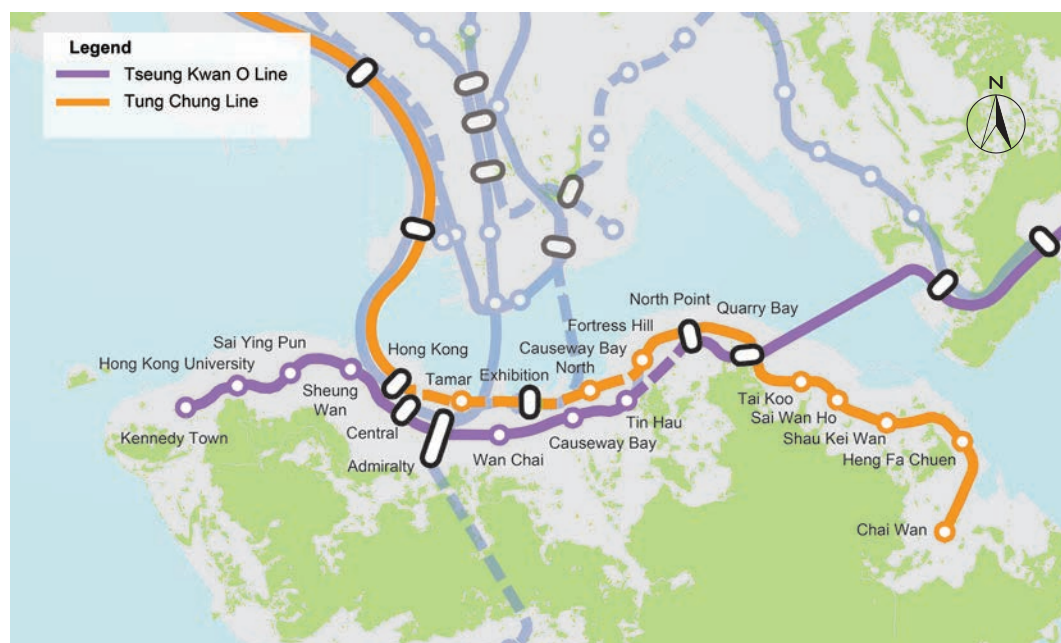 Legend
Tseung Kwan O Line
Tung Chung Line
N
North Point
Quarry Bay
Fortress Hill
Sai Ying Pun
Hong Kong
Causeway Bay
North
Hong Kong University
Tamar
Exhibition
Sheung
Wan
Tai Koo
Central
Tin Hau
Sai Wan Ho
Kennedy Town
Causeway Bay
Shau Kei Wan
Wan Chai
Admiralty
Heng Fa Chuen
Chai Wan